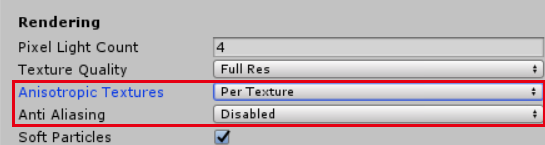 Rendering
Pixel Light Count 4
Texture Quality Full Res
Anisotropic Textures Per Texture
Anti Aliasing Disabled
Soft Particles